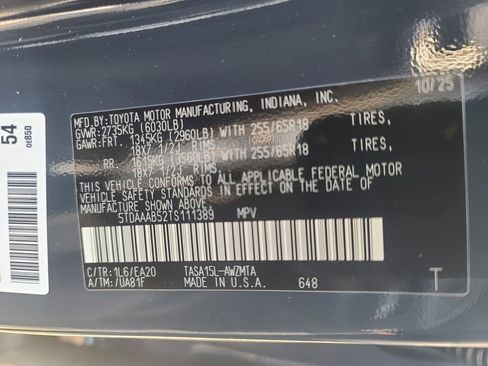 10/25
MFD.BY:TOYOTA MOTOR MANUFACTURING, INDIANA, INC.
GVWR:2735KG (6030LB)
GAWR:FRT. 1345KG (2960LB) WITH 255/65R18 TIRES,
18X7 1/2J RIMS
RR. 1615KG (3560LB) WITH 255/65R18 TIRES,
18X7 1/2J RIMS
THIS VEHICLE CONFORMS TO ALL APPLICABLE FEDERAL MOTOR
VEHICLE SAFETY STANDARDS IN EFFECT ON THE DATE OF
MANUFACTURE SHOWN ABOVE.
5TDAAAB52TS111389 MPV
C/TR:1L6/EA20 TASA15L-AWZMTA
A/TM:/UA81F MADE IN U.S.A. 648
T
54
0E850